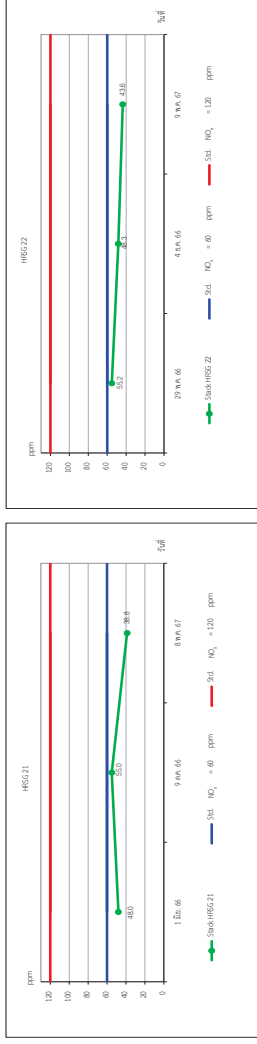 HRSG 21
ppm
120
100
80
60
40
20
0
48.0
55.0
38.8
1 มิ.ย. 66
9 ต.ค. 66
8 พ.ค. 67
วันที่
Stack HRSG 21
Std. NOx = 60 ppm
Std. NOx = 120 ppm
HRSG 22
ppm
120
100
80
60
40
20
0
55.2
48.3
43.6
29 พ.ค. 66
4 ธ.ค. 66
9 พ.ค. 67
วันที่
Stack HRSG 22
Std. NOx = 60 ppm
Std. NOx = 120 ppm